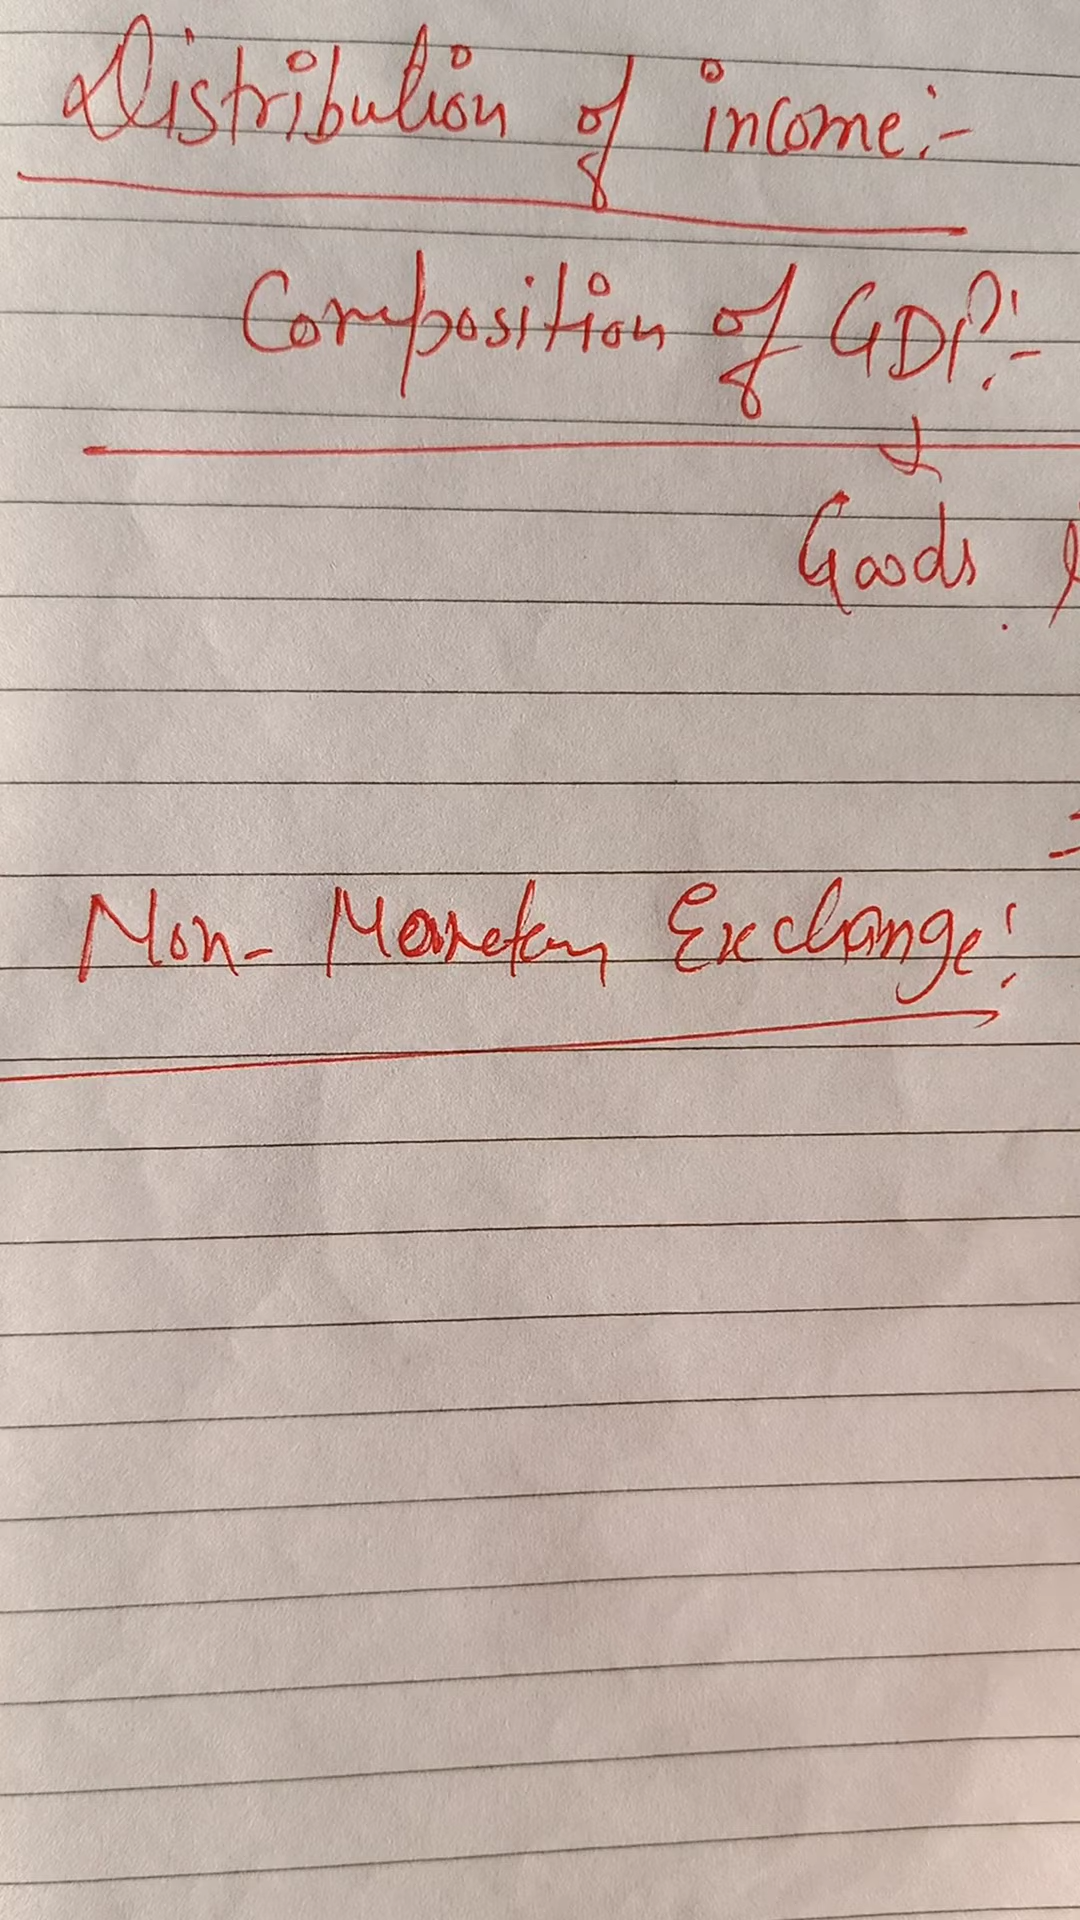 Distribution of income:-
Composition of GDP:-
Goods
Non-Monetary Exchange: